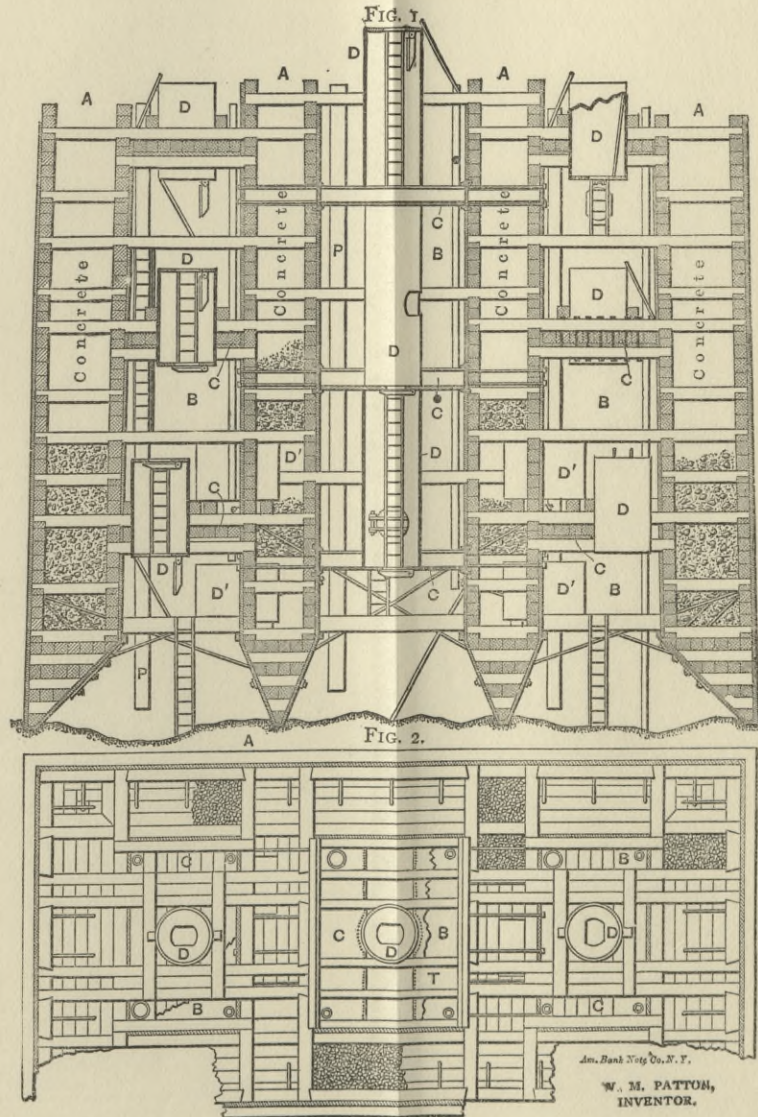 FIG. 1.
D
A
A
A
A
D
D
Concrete
Concrete
Concrete
Concrete
P
C
B
D
D
C
B
D
C
B
C
D
D'
D'
D
C
C
D
D'
C
D'
B
P
A
FIG. 2.
C
B
D
C
D
B
D
T
B
C
Am. Bank Note Co. N. Y.
W. M. PATTON,
INVENTOR.